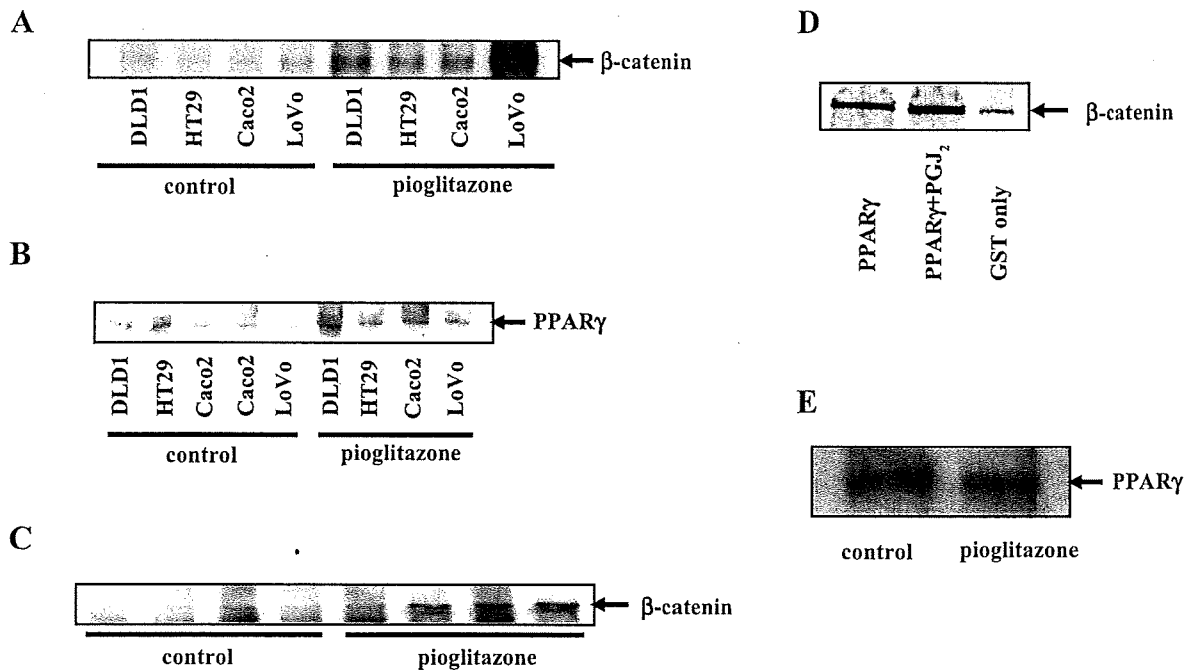 A
β-catenin
DLD1 HT29 Caco2 LoVo DLD1 HT29 Caco2 LoVo
control pioglitazone
B
PPARγ
DLD1 HT29 Caco2 Caco2 LoVo DLD1 HT29 Caco2 LoVo
control pioglitazone
C
β-catenin
control pioglitazone
D
β-catenin
PPARγ PPARγ+PGJ₂ GST only
E
PPARγ
control pioglitazone